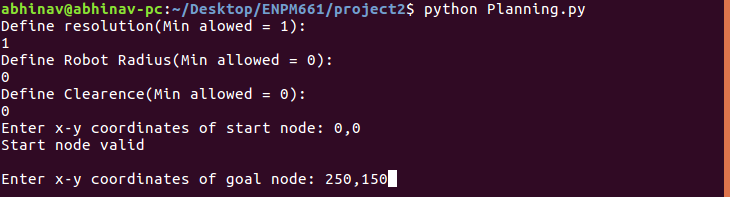 abhinav@abhinav-pc:~/Desktop/ENPM661/project2$ python Planning.py
Define resolution(Min alowed = 1):
1
Define Robot Radius(Min allowed = 0):
0
Define Clearence(Min allowed = 0):
0
Enter x-y coordinates of start node: 0,0
Start node valid
Enter x-y coordinates of goal node: 250,150